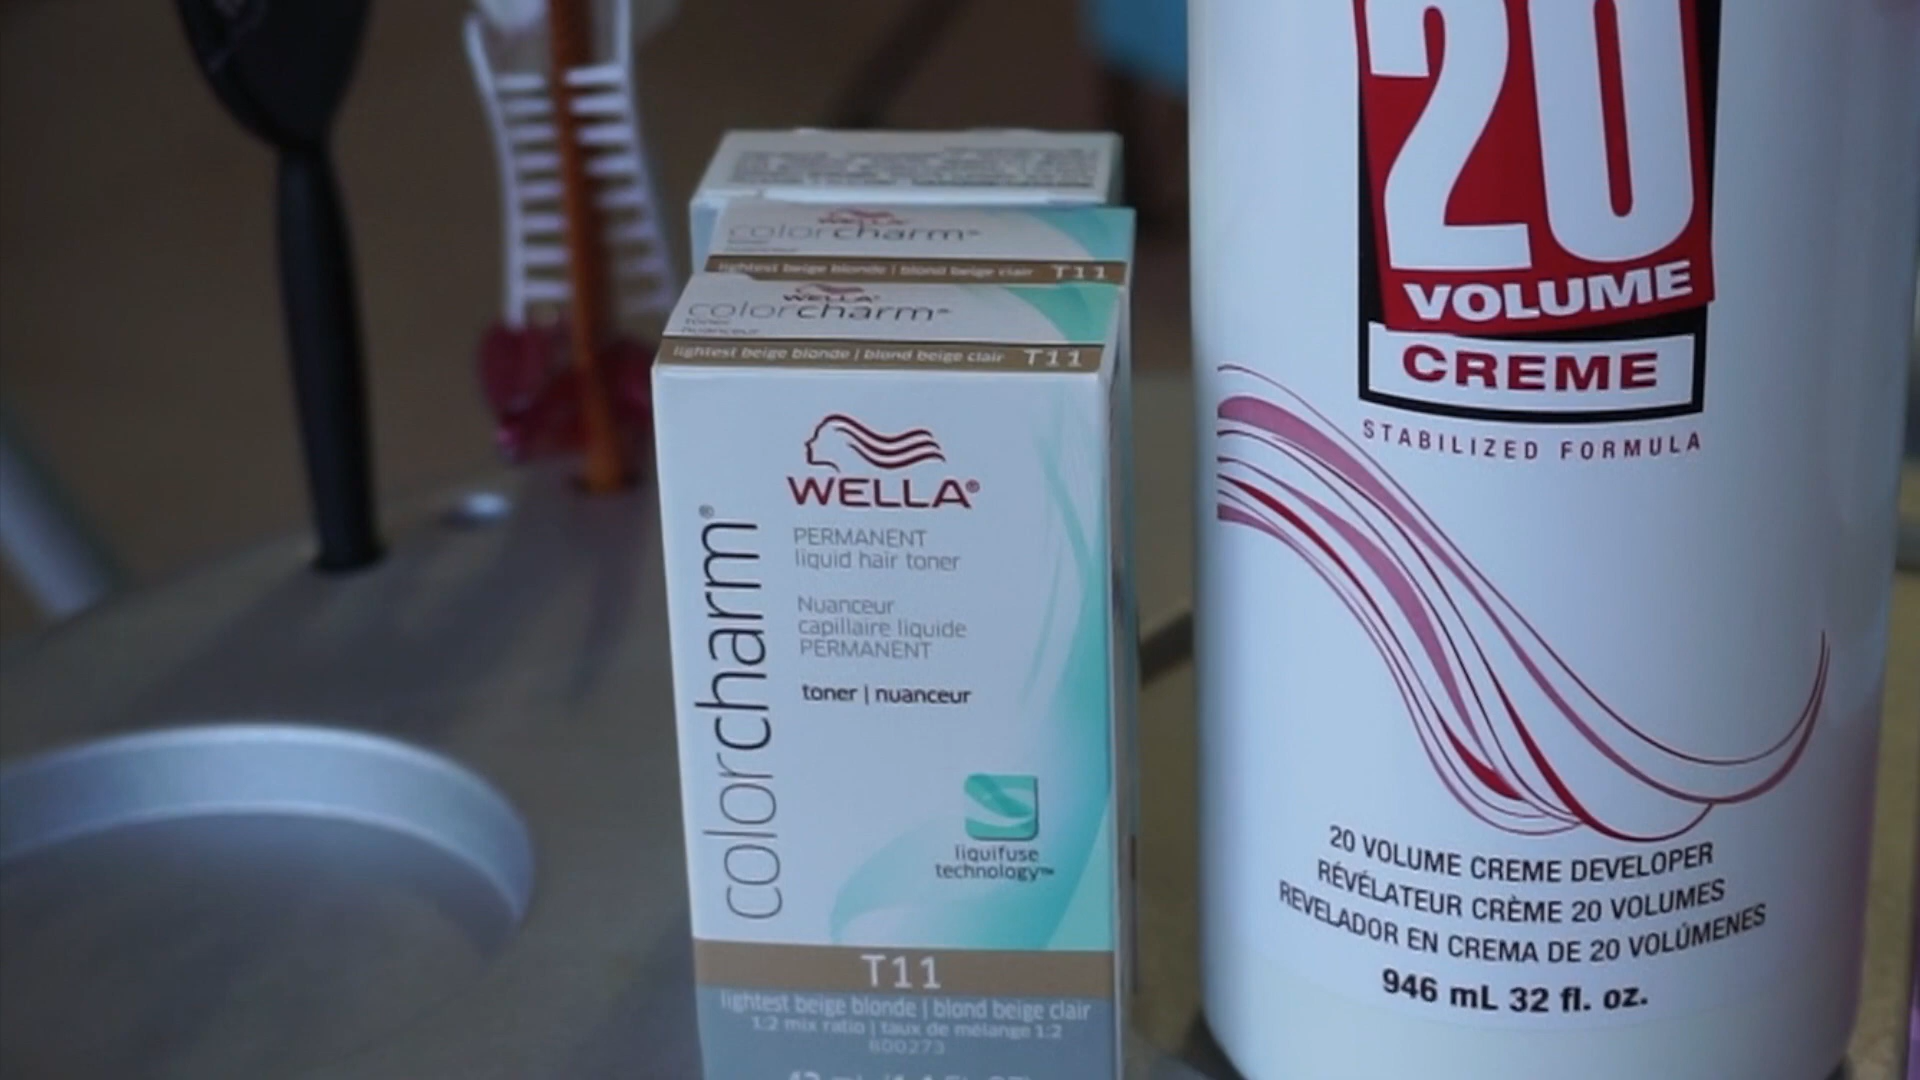 WELLA
colorcharm®
lightest beige blonde | blond beige clair T11
WELLA
colorcharm®
toner
nuanceur
lightest beige blonde | blond beige clair T11
WELLA®
colorcharm®
PERMANENT
liquid hair toner
Nuanceur
capillaire liquide
PERMANENT
toner | nuanceur
liquifuse
technology™
T11
lightest beige blonde | blond beige clair
1:2 mix ratio | taux de mélange 1:2
800273
20
VOLUME
CREME
STABILIZED FORMULA
20 VOLUME CREME DEVELOPER
RÉVÉLATEUR CRÈME 20 VOLUMES
REVELADOR EN CREMA DE 20 VOLÚMENES
946 mL 32 fl. oz.